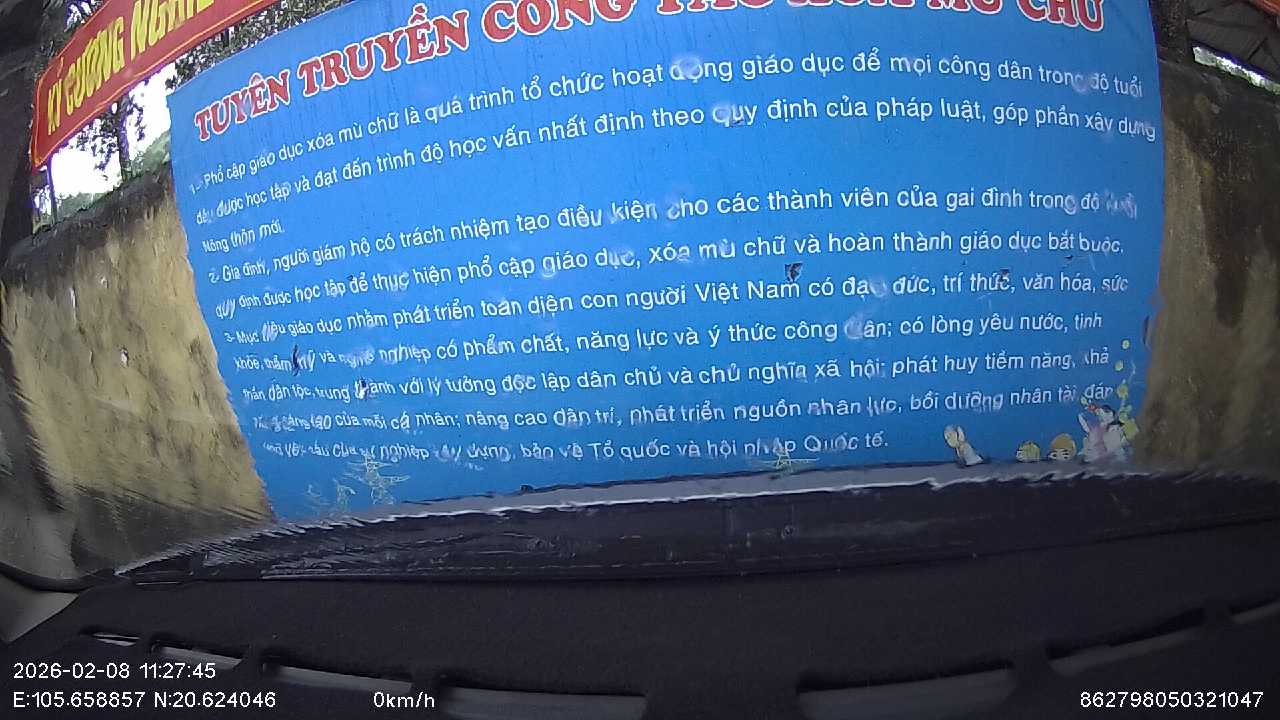 KỶ CƯƠNG NGHIÊ
TUYÊN TRUYỀN CÔNG TÁC XÓA MÙ CHỮ
1- Phổ cập giáo dục xóa mù chữ là quá trình tổ chức hoạt động giáo dục để mọi công dân trong độ tuổi
đều được học tập và đạt đến trình độ học vấn nhất định theo quy định của pháp luật, góp phần xây dựng
Nông thôn mới.
2- Gia đình, người giám hộ có trách nhiệm tạo điều kiện cho các thành viên của gai đình trong độ tuổi
quy định được học tập để thực hiện phổ cập giáo dục, xóa mù chữ và hoàn thành giáo dục bắt buộc.
3- Mục tiêu giáo dục nhằm phát triển toàn diện con người Việt Nam có đạo đức, trí thức, văn hóa, sức
khỏe, thẩm mỹ và nghề nghiệp có phẩm chất, năng lực và ý thức công dân; có lòng yêu nước, tinh
thần dân tộc, trung thành với lý tưởng độc lập dân chủ và chủ nghĩa xã hội; phát huy tiềm năng, khả
sáng tạo của mỗi cá nhân; nâng cao dân trí, phát triển nguồn nhân lực, bồi dưỡng nhân tài, đáp
yêu cầu của sự nghiệp xây dựng, bảo vệ Tổ quốc và hội nhập Quốc tế.
2026-02-08 11:27:45
E:105.658857 N:20.624046 0km/h 862798050321047